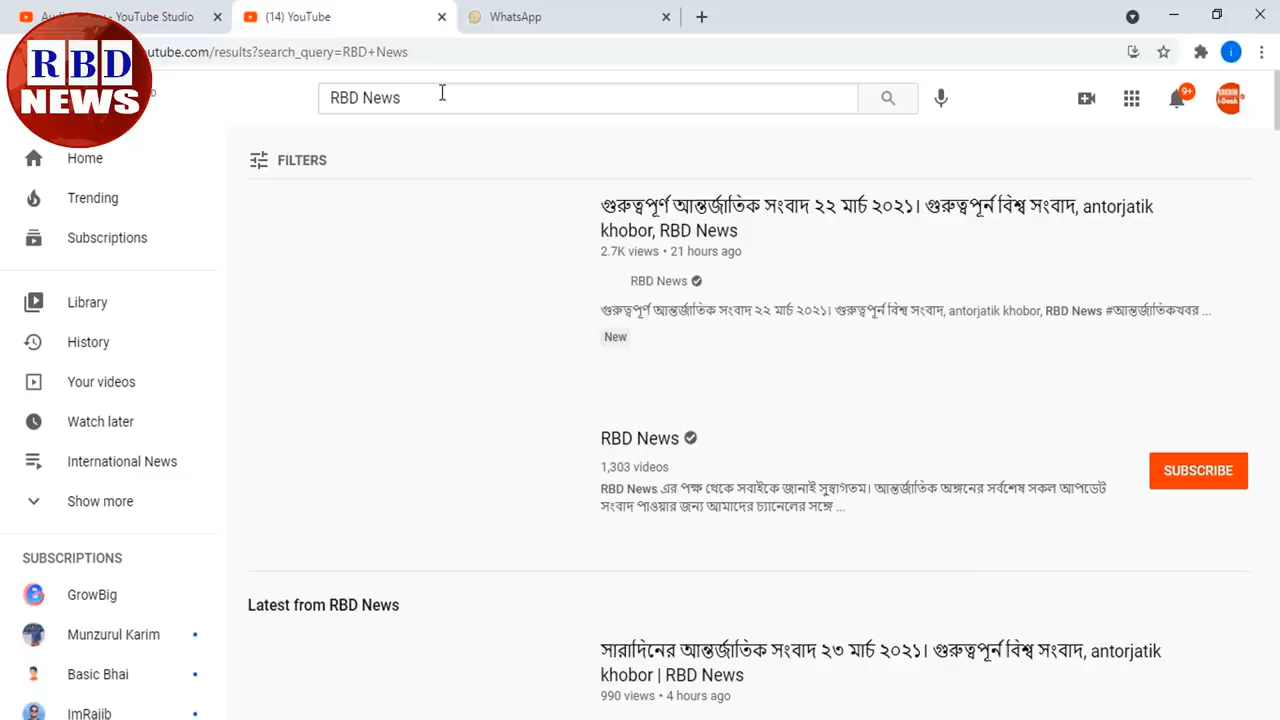 Audio Library - YouTube Studio
(14) YouTube
WhatsApp
utube.com/results?search_query=RBD+News
i
RBD
NEWS
RBD News
9+
i-Desk
Home
Trending
Subscriptions
Library
History
Your videos
Watch later
International News
Show more
SUBSCRIPTIONS
GrowBig
Munzurul Karim
Basic Bhai
ImRajib
FILTERS
গুরুত্বপূর্ণ আন্তর্জাতিক সংবাদ ২২ মার্চ ২০২১। গুরুত্বপূর্ন বিশ্ব সংবাদ, antorjatik
khobor, RBD News
2.7K views • 21 hours ago
RBD News
গুরুত্বপূর্ণ আন্তর্জাতিক সংবাদ ২২ মার্চ ২০২১। গুরুত্বপূর্ন বিশ্ব সংবাদ, antorjatik khobor, RBD News #আন্তর্জাতিকখবর ...
New
RBD News
1,303 videos
RBD News এর পক্ষ থেকে সবাইকে জানাই সুস্বাগতম। আন্তর্জাতিক অঙ্গনের সর্বশেষ সকল আপডেট
সংবাদ পাওয়ার জন্য আমাদের চ্যানেলের সঙ্গে ...
SUBSCRIBE
Latest from RBD News
সারাদিনের আন্তর্জাতিক সংবাদ ২৩ মার্চ ২০২১। গুরুত্বপূর্ন বিশ্ব সংবাদ, antorjatik
khobor | RBD News
990 views • 4 hours ago